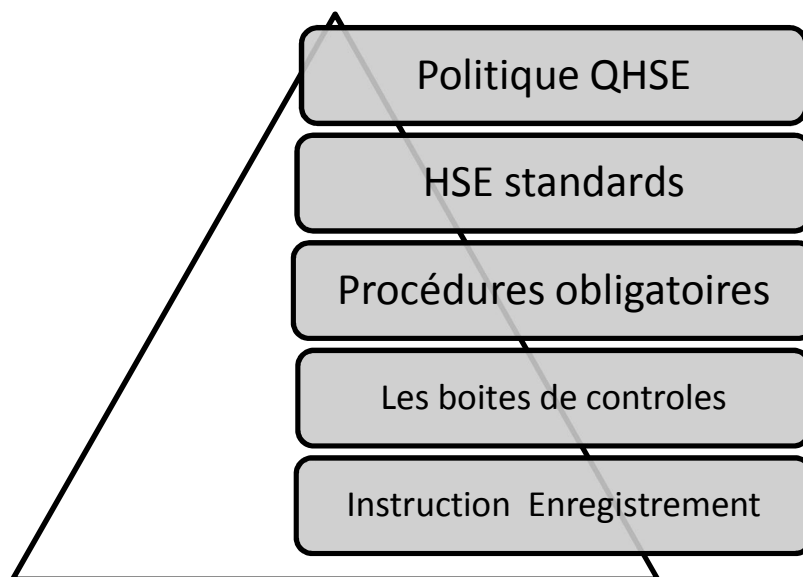 Politique QHSE
HSE standards
Procédures obligatoires
Les boites de controles
Instruction  Enregistrement